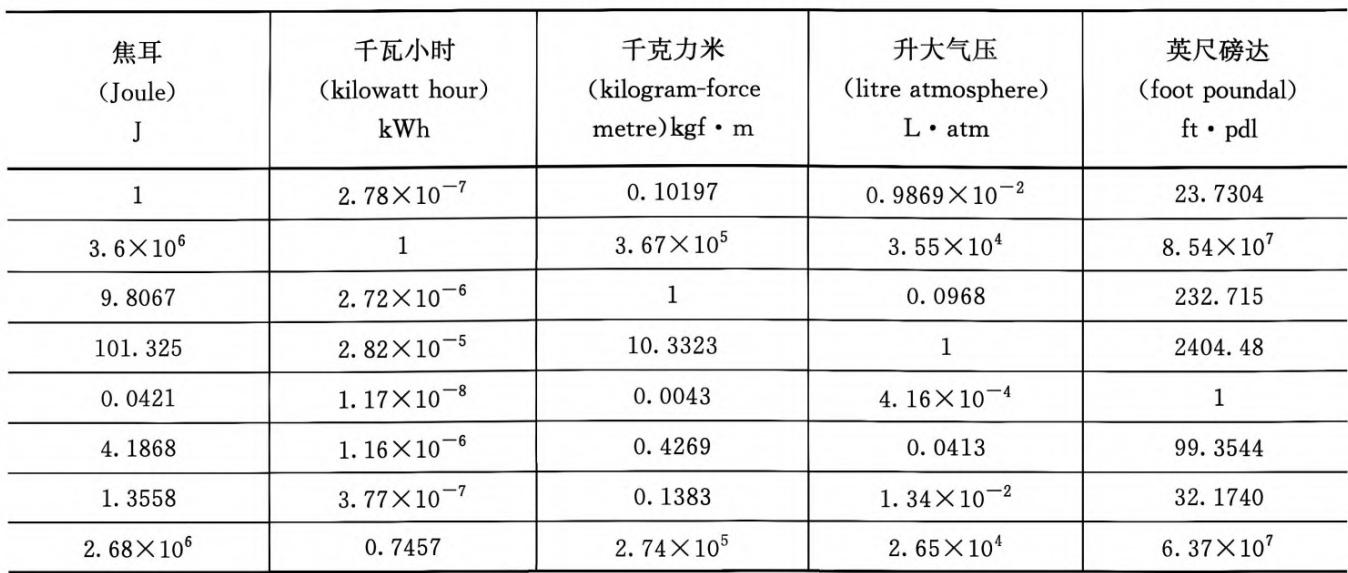 焦耳 千瓦小时 千克力米 升大气压 英尺磅达
(Joule) (kilowatt hour) (kilogram-force (litre atmosphere) (foot poundal)
J kWh metre)kgf·m L·atm ft·pdl
1 2.78×10⁻⁷ 0.10197 0.9869×10⁻² 23.7304
3.6×10⁶ 1 3.67×10⁵ 3.55×10⁴ 8.54×10⁷
9.8067 2.72×10⁻⁶ 1 0.0968 232.715
101.325 2.82×10⁻⁵ 10.3323 1 2404.48
0.0421 1.17×10⁻⁸ 0.0043 4.16×10⁻⁴ 1
4.1868 1.16×10⁻⁶ 0.4269 0.0413 99.3544
1.3558 3.77×10⁻⁷ 0.1383 1.34×10⁻² 32.1740
2.68×10⁶ 0.7457 2.74×10⁵ 2.65×10⁴ 6.37×10⁷